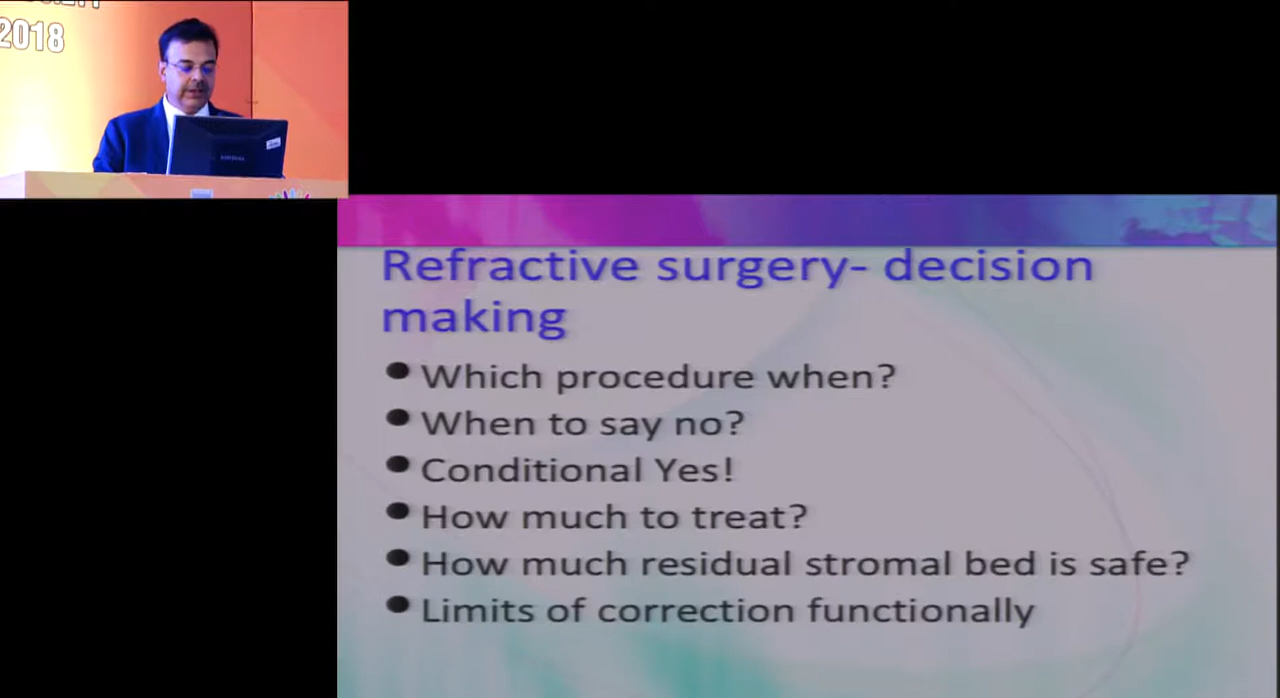 2018
Refractive surgery- decision
making
Which procedure when?
When to say no?
Conditional Yes!
How much to treat?
How much residual stromal bed is safe?
Limits of correction functionally